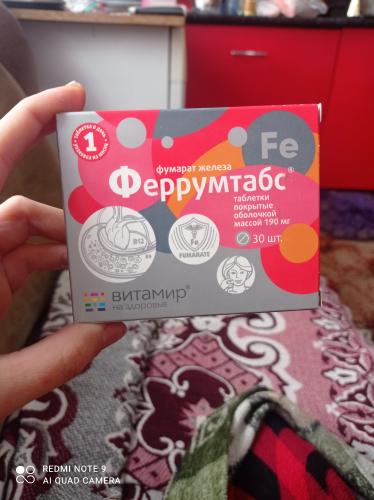 1
таблетка в день
Fe
фумарат железа
Феррумтабс®
таблетки
покрытые
оболочкой
массой 190 мг
30 шт.
B12
Fe
FUMARATE
витамир®
на здоровье
REDMI NOTE 9
AI QUAD CAMERA